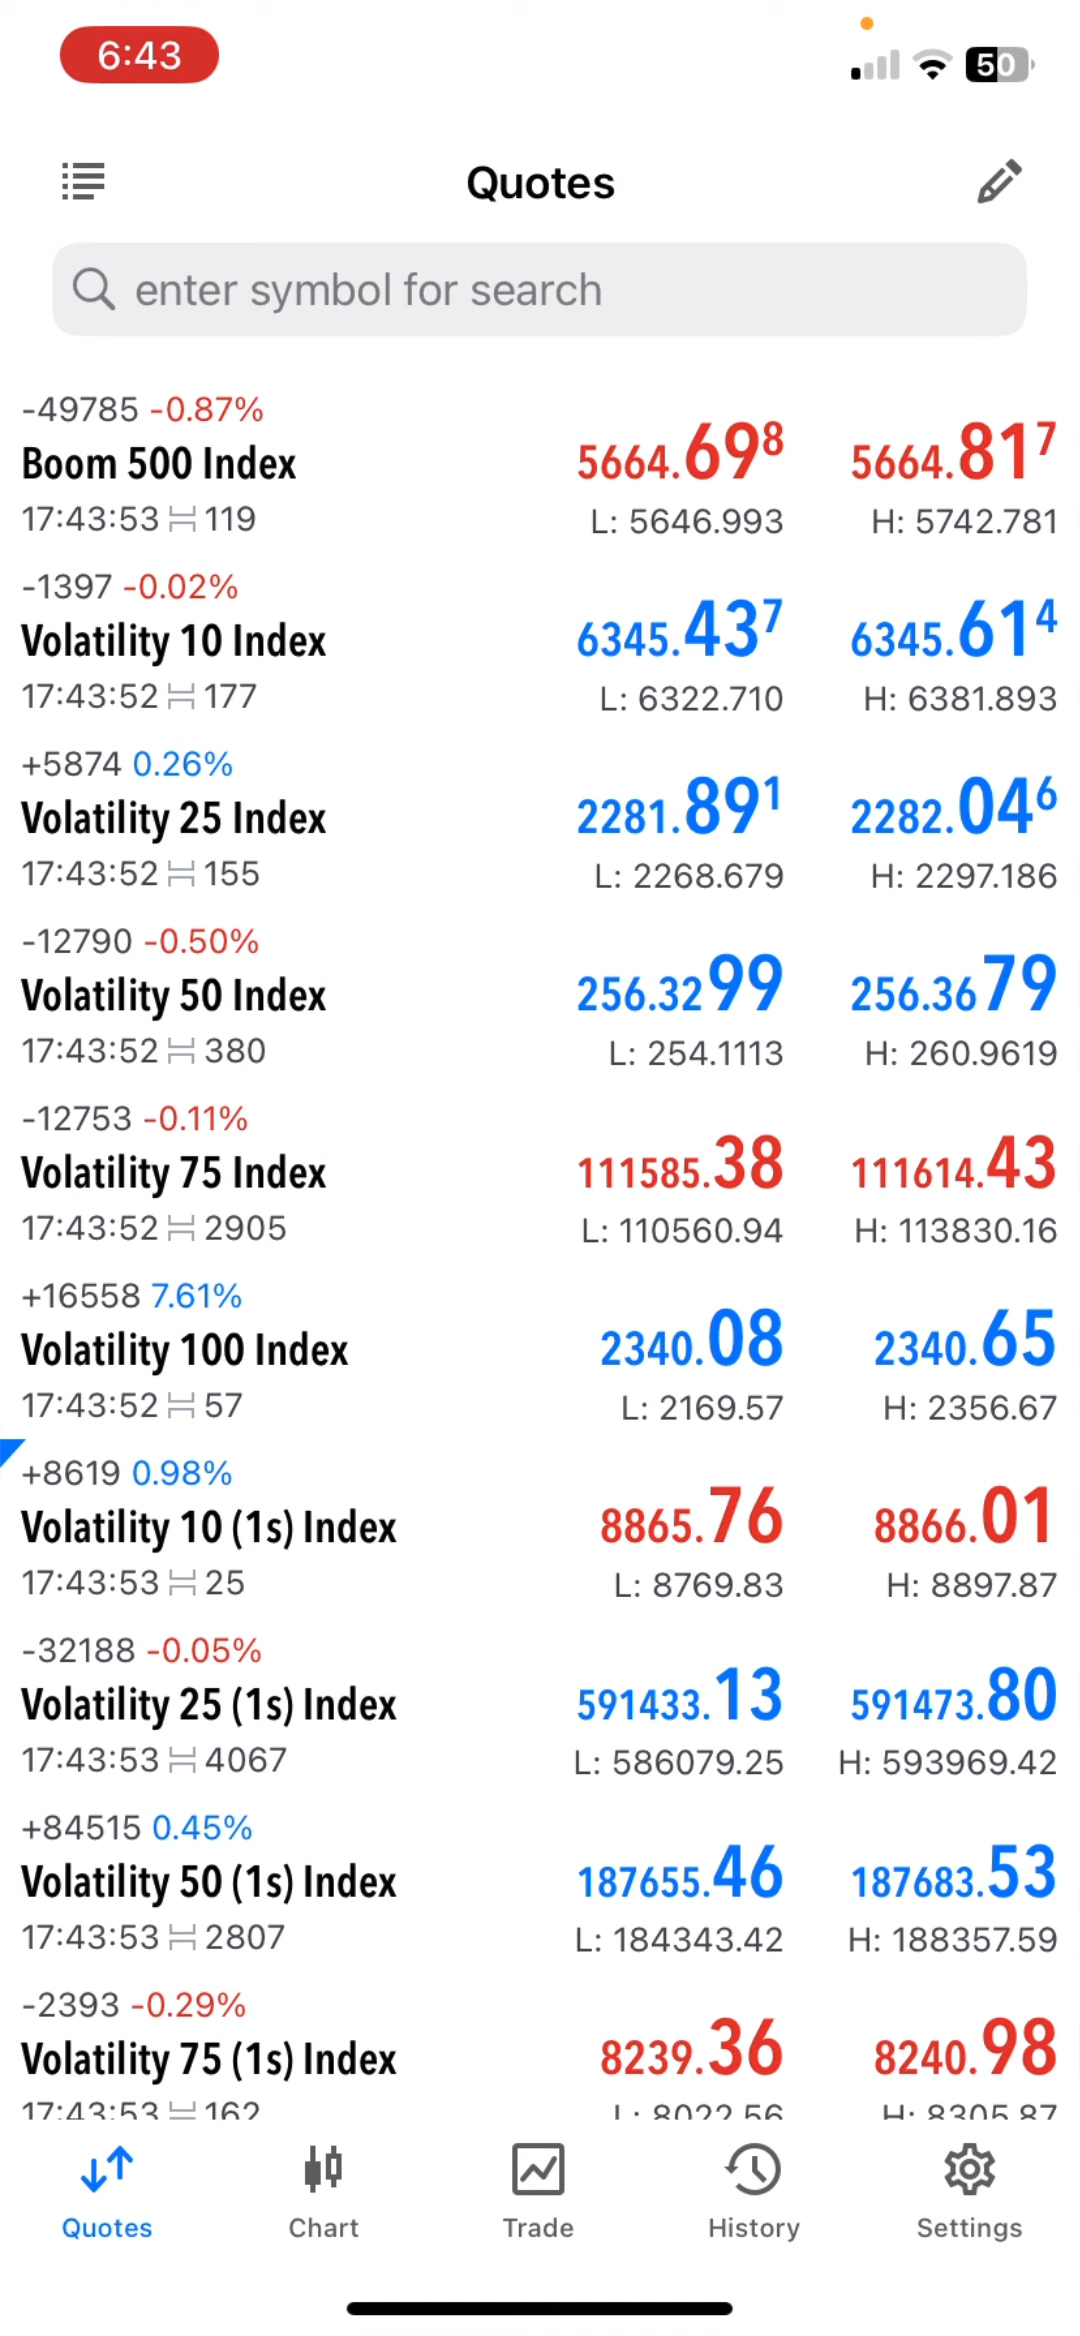 6:43
50
Quotes
enter symbol for search
-49785 -0.87%
Boom 500 Index 5664.698 5664.817
17:43:53 119 L: 5646.993 H: 5742.781
-1397 -0.02%
Volatility 10 Index 6345.437 6345.614
17:43:52 177 L: 6322.710 H: 6381.893
+5874 0.26%
Volatility 25 Index 2281.891 2282.046
17:43:52 155 L: 2268.679 H: 2297.186
-12790 -0.50%
Volatility 50 Index 256.3299 256.3679
17:43:52 380 L: 254.1113 H: 260.9619
-12753 -0.11%
Volatility 75 Index 111585.38 111614.43
17:43:52 2905 L: 110560.94 H: 113830.16
+16558 7.61%
Volatility 100 Index 2340.08 2340.65
17:43:52 57 L: 2169.57 H: 2356.67
+8619 0.98%
Volatility 10 (1s) Index 8865.76 8866.01
17:43:53 25 L: 8769.83 H: 8897.87
-32188 -0.05%
Volatility 25 (1s) Index 591433.13 591473.80
17:43:53 4067 L: 586079.25 H: 593969.42
+84515 0.45%
Volatility 50 (1s) Index 187655.46 187683.53
17:43:53 2807 L: 184343.42 H: 188357.59
-2393 -0.29%
Volatility 75 (1s) Index 8239.36 8240.98
17:43:53 162 L: 8022.56 H: 8305.87
Quotes Chart Trade History Settings